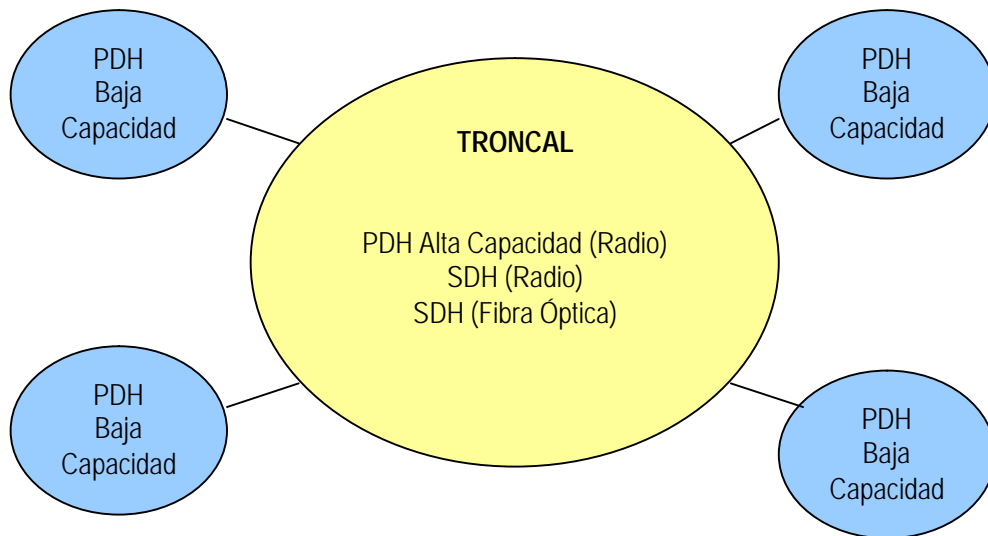 PDH
Baja
Capacidad
PDH
Baja
Capacidad
TRONCAL
PDH Alta Capacidad (Radio)
SDH (Radio)
SDH (Fibra Óptica)
PDH
Baja
Capacidad
PDH
Baja
Capacidad